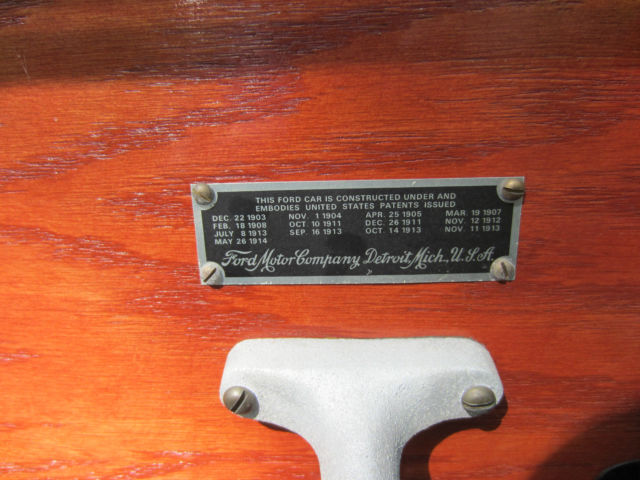 THIS FORD CAR IS CONSTRUCTED UNDER AND
EMBODIES UNITED STATES PATENTS ISSUED
DEC. 22 1903 NOV. 1 1904 APR. 25 1905 MAR. 19 1907
FEB. 18 1908 OCT. 10 1911 DEC. 26 1911 NOV. 12 1912
JULY 8 1913 SEP. 16 1913 OCT. 14 1913 NOV. 11 1913
MAY 26 1914
Ford Motor Company, Detroit, Mich., U.S.A.